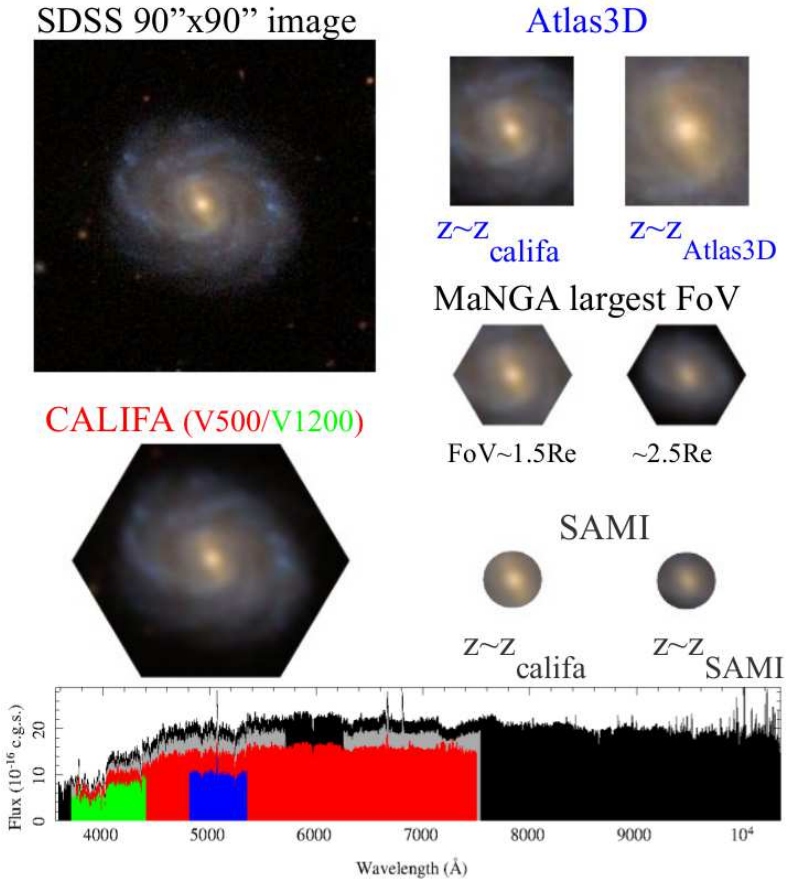 SDSS 90”x90” image
Atlas3D
z~z califa
z~z Atlas3D
MaNGA largest FoV
FoV~1.5Re
~2.5Re
CALIFA (V500/V1200)
SAMI
z~z califa
z~z SAMI
Flux (10⁻¹⁶ c.g.s.)
20
10
0
4000 5000 6000 7000 8000 9000 10⁴
Wavelength (Å)